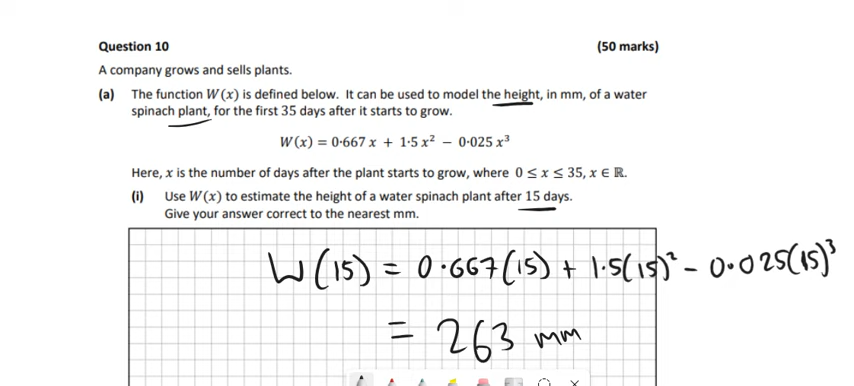 Question 10 (50 marks)
A company grows and sells plants.
(a) The function W(x) is defined below. It can be used to model the height, in mm, of a water
spinach plant, for the first 35 days after it starts to grow.
W(x) = 0·667 x + 1·5 x² − 0·025 x³
Here, x is the number of days after the plant starts to grow, where 0 ≤ x ≤ 35, x ∈ ℝ.
(i) Use W(x) to estimate the height of a water spinach plant after 15 days.
Give your answer correct to the nearest mm.
W(15) = 0.667(15) + 1.5(15)² − 0.025(15)³
= 263 mm